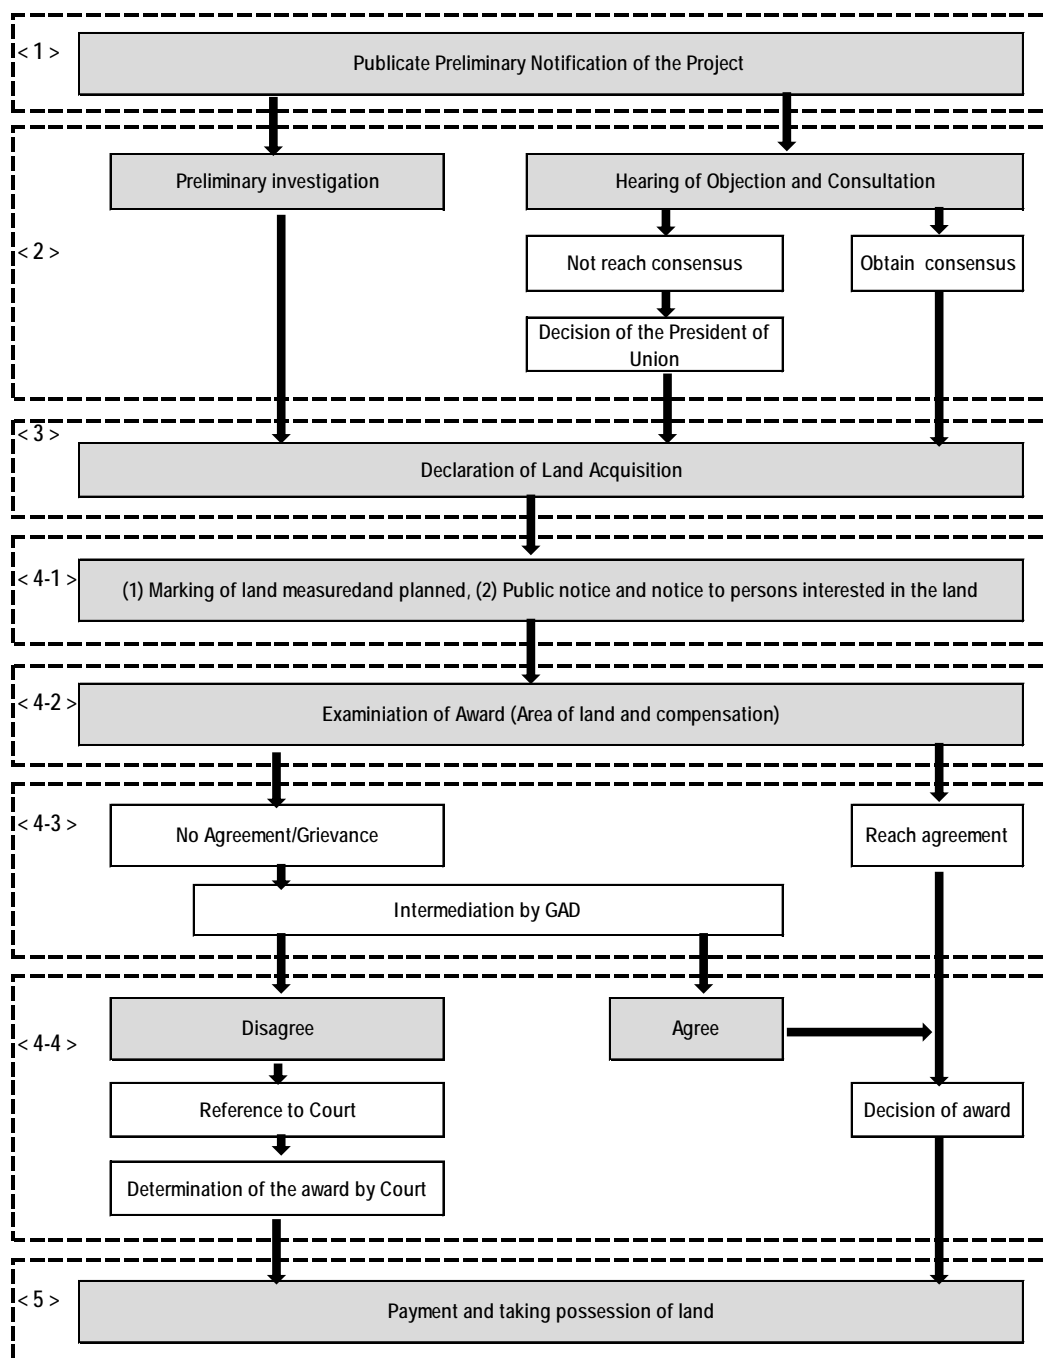 < 1 >
Publicate Preliminary Notification of the Project
Preliminary investigation
Hearing of Objection and Consultation
< 2 >
Not reach consensus
Obtain consensus
Decision of the President of
Union
< 3 >
Declaration of Land Acquisition
< 4-1 >
(1) Marking of land measuredand planned, (2) Public notice and notice to persons interested in the land
< 4-2 >
Examiniation of Award (Area of land and compensation)
< 4-3 >
No Agreement/Grievance
Reach agreement
Intermediation by GAD
Disagree
Agree
< 4-4 >
Reference to Court
Decision of award
Determination of the award by Court
< 5 >
Payment and taking possession of land